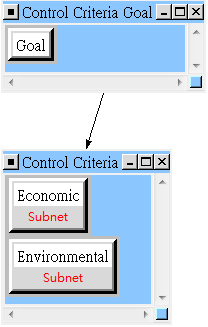 Control Criteria Goal
Goal
Control Criteria
Economic
Subnet
Environmental
Subnet